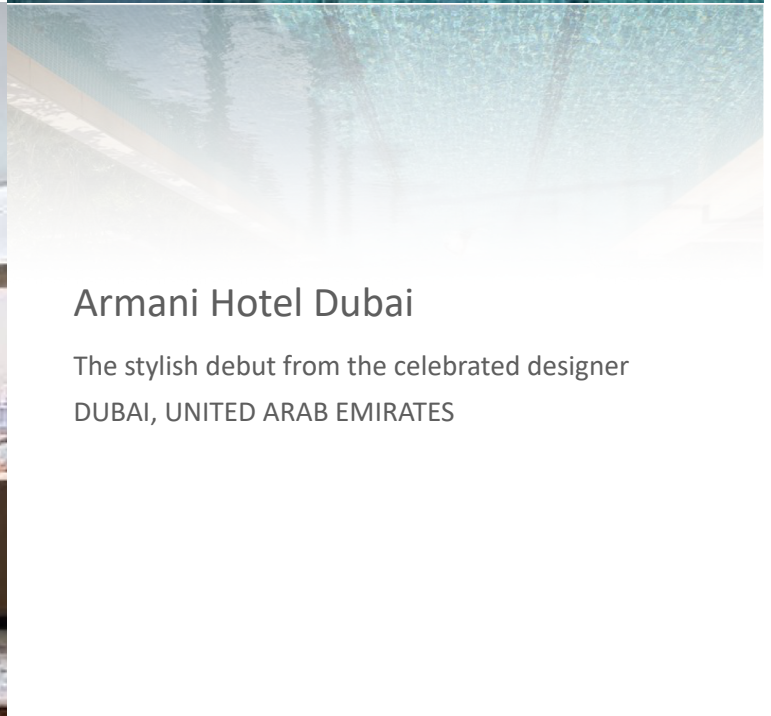 Armani Hotel Dubai
The stylish debut from the celebrated designer
DUBAI, UNITED ARAB EMIRATES